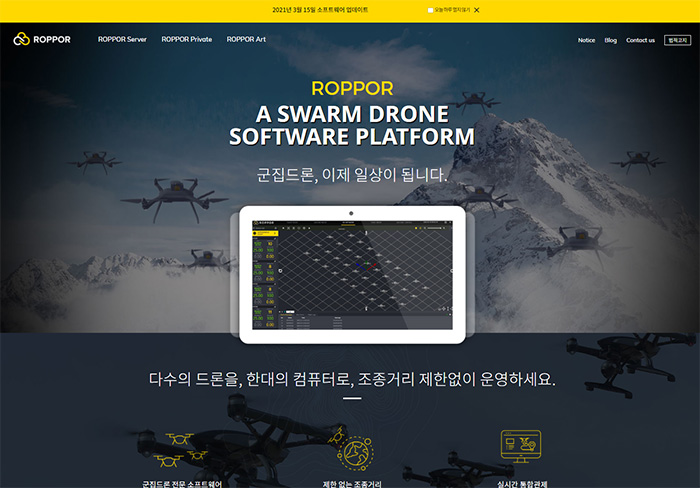 2021년 3월 15일 소프트웨어 업데이트
오늘하루 열지않기
ROPPOR
ROPPOR Server
ROPPOR Private
ROPPOR Art
Notice
Blog
Contact us
법적고지
ROPPOR
A SWARM DRONE
SOFTWARE PLATFORM
군집드론, 이제 일상이 됩니다.
다수의 드론을, 한대의 컴퓨터로, 조종거리 제한없이 운영하세요.
군집드론 전문 소프트웨어
제한 없는 조종거리
실시간 통합관제